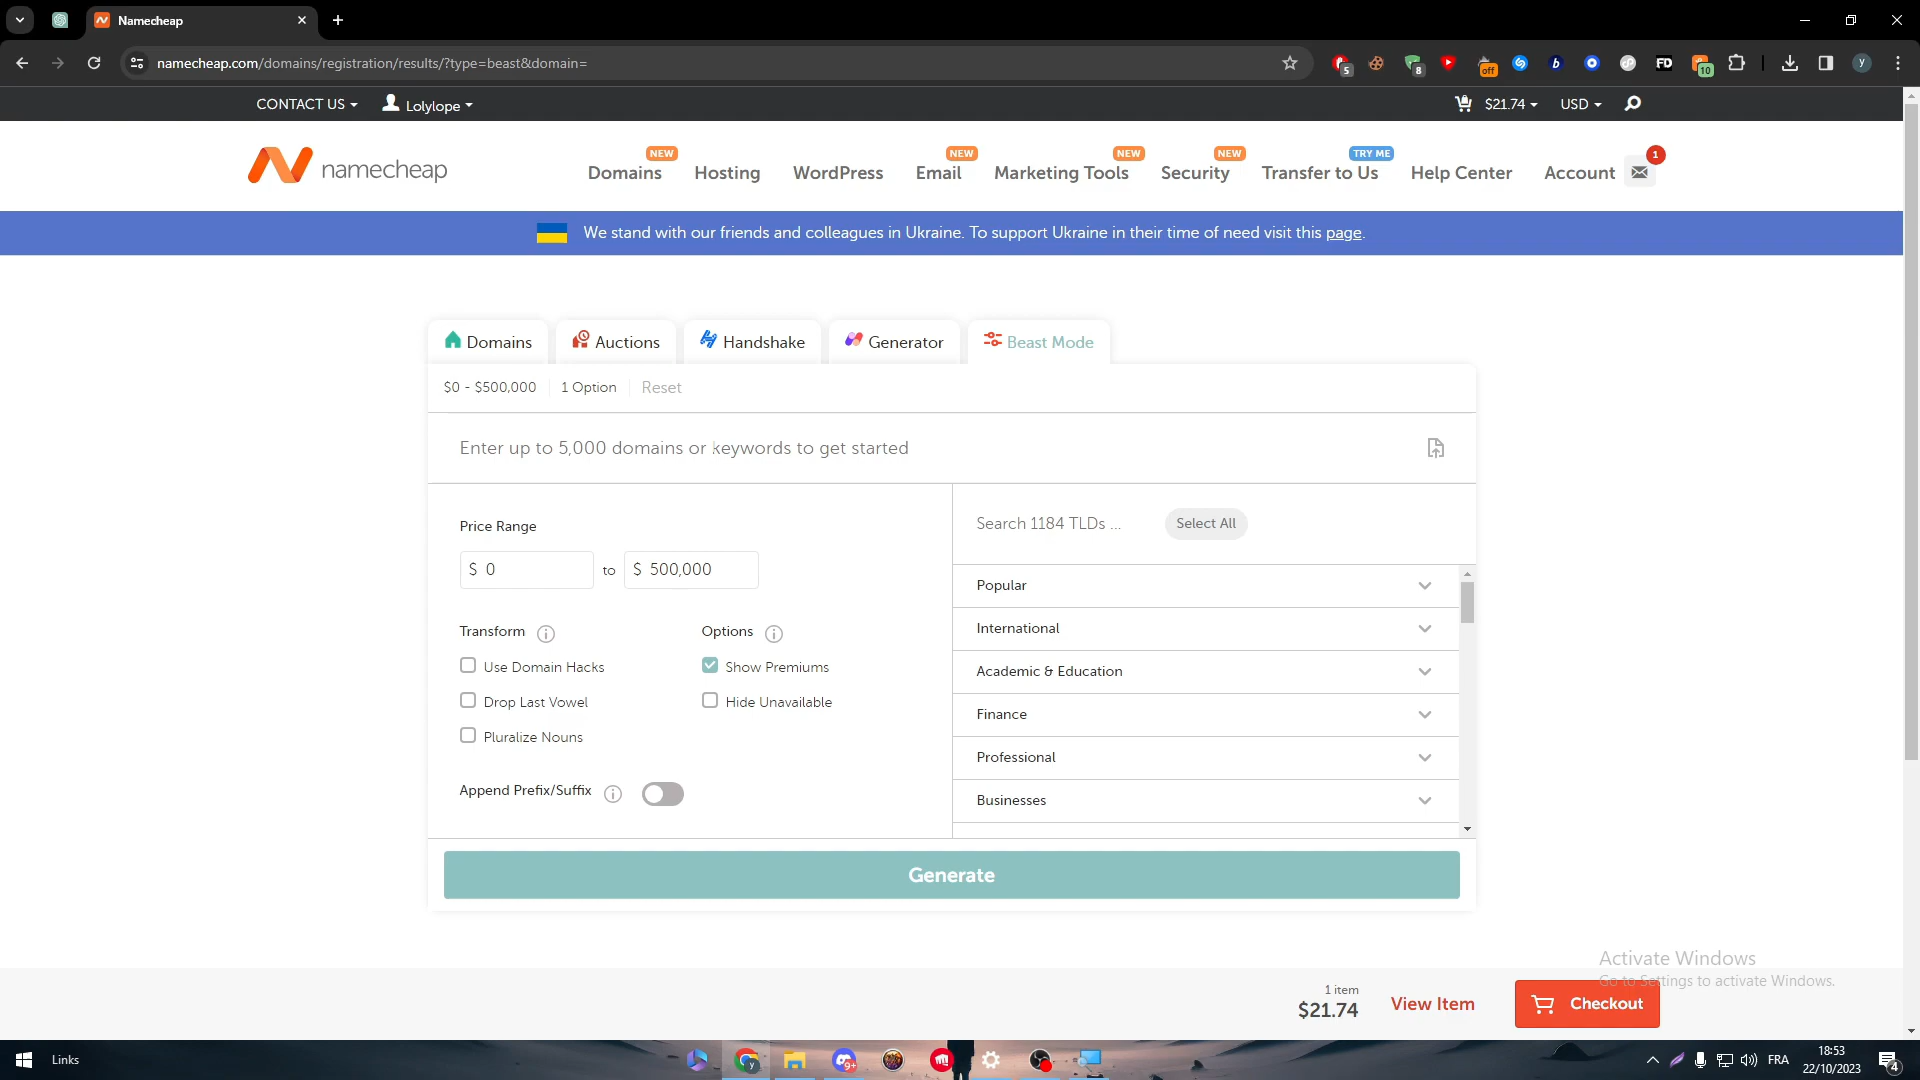 Namecheap
namecheap.com/domains/registration/results/?type=beast&domain=
5
8
off
b
FD
10
y
CONTACT US
Lolylope
$21.74
USD
namecheap
Domains
NEW
Hosting
WordPress
Email
NEW
Marketing Tools
NEW
Security
NEW
Transfer to Us
TRY ME
Help Center
Account
1
We stand with our friends and colleagues in Ukraine. To support Ukraine in their time of need visit this page.
Domains
Auctions
Handshake
Generator
Beast Mode
$0 - $500,000
1 Option
Reset
Enter up to 5,000 domains or keywords to get started
Price Range
$ 0
to
$ 500,000
Transform
Options
Use Domain Hacks
Show Premiums
Drop Last Vowel
Hide Unavailable
Pluralize Nouns
Append Prefix/Suffix
Search 1184 TLDs ...
Select All
Popular
International
Academic & Education
Finance
Professional
Businesses
Generate
Activate Windows
Go to Settings to activate Windows.
1 item
$21.74
View Item
Checkout
Links
y
9+
FRA
18:53
22/10/2023
4